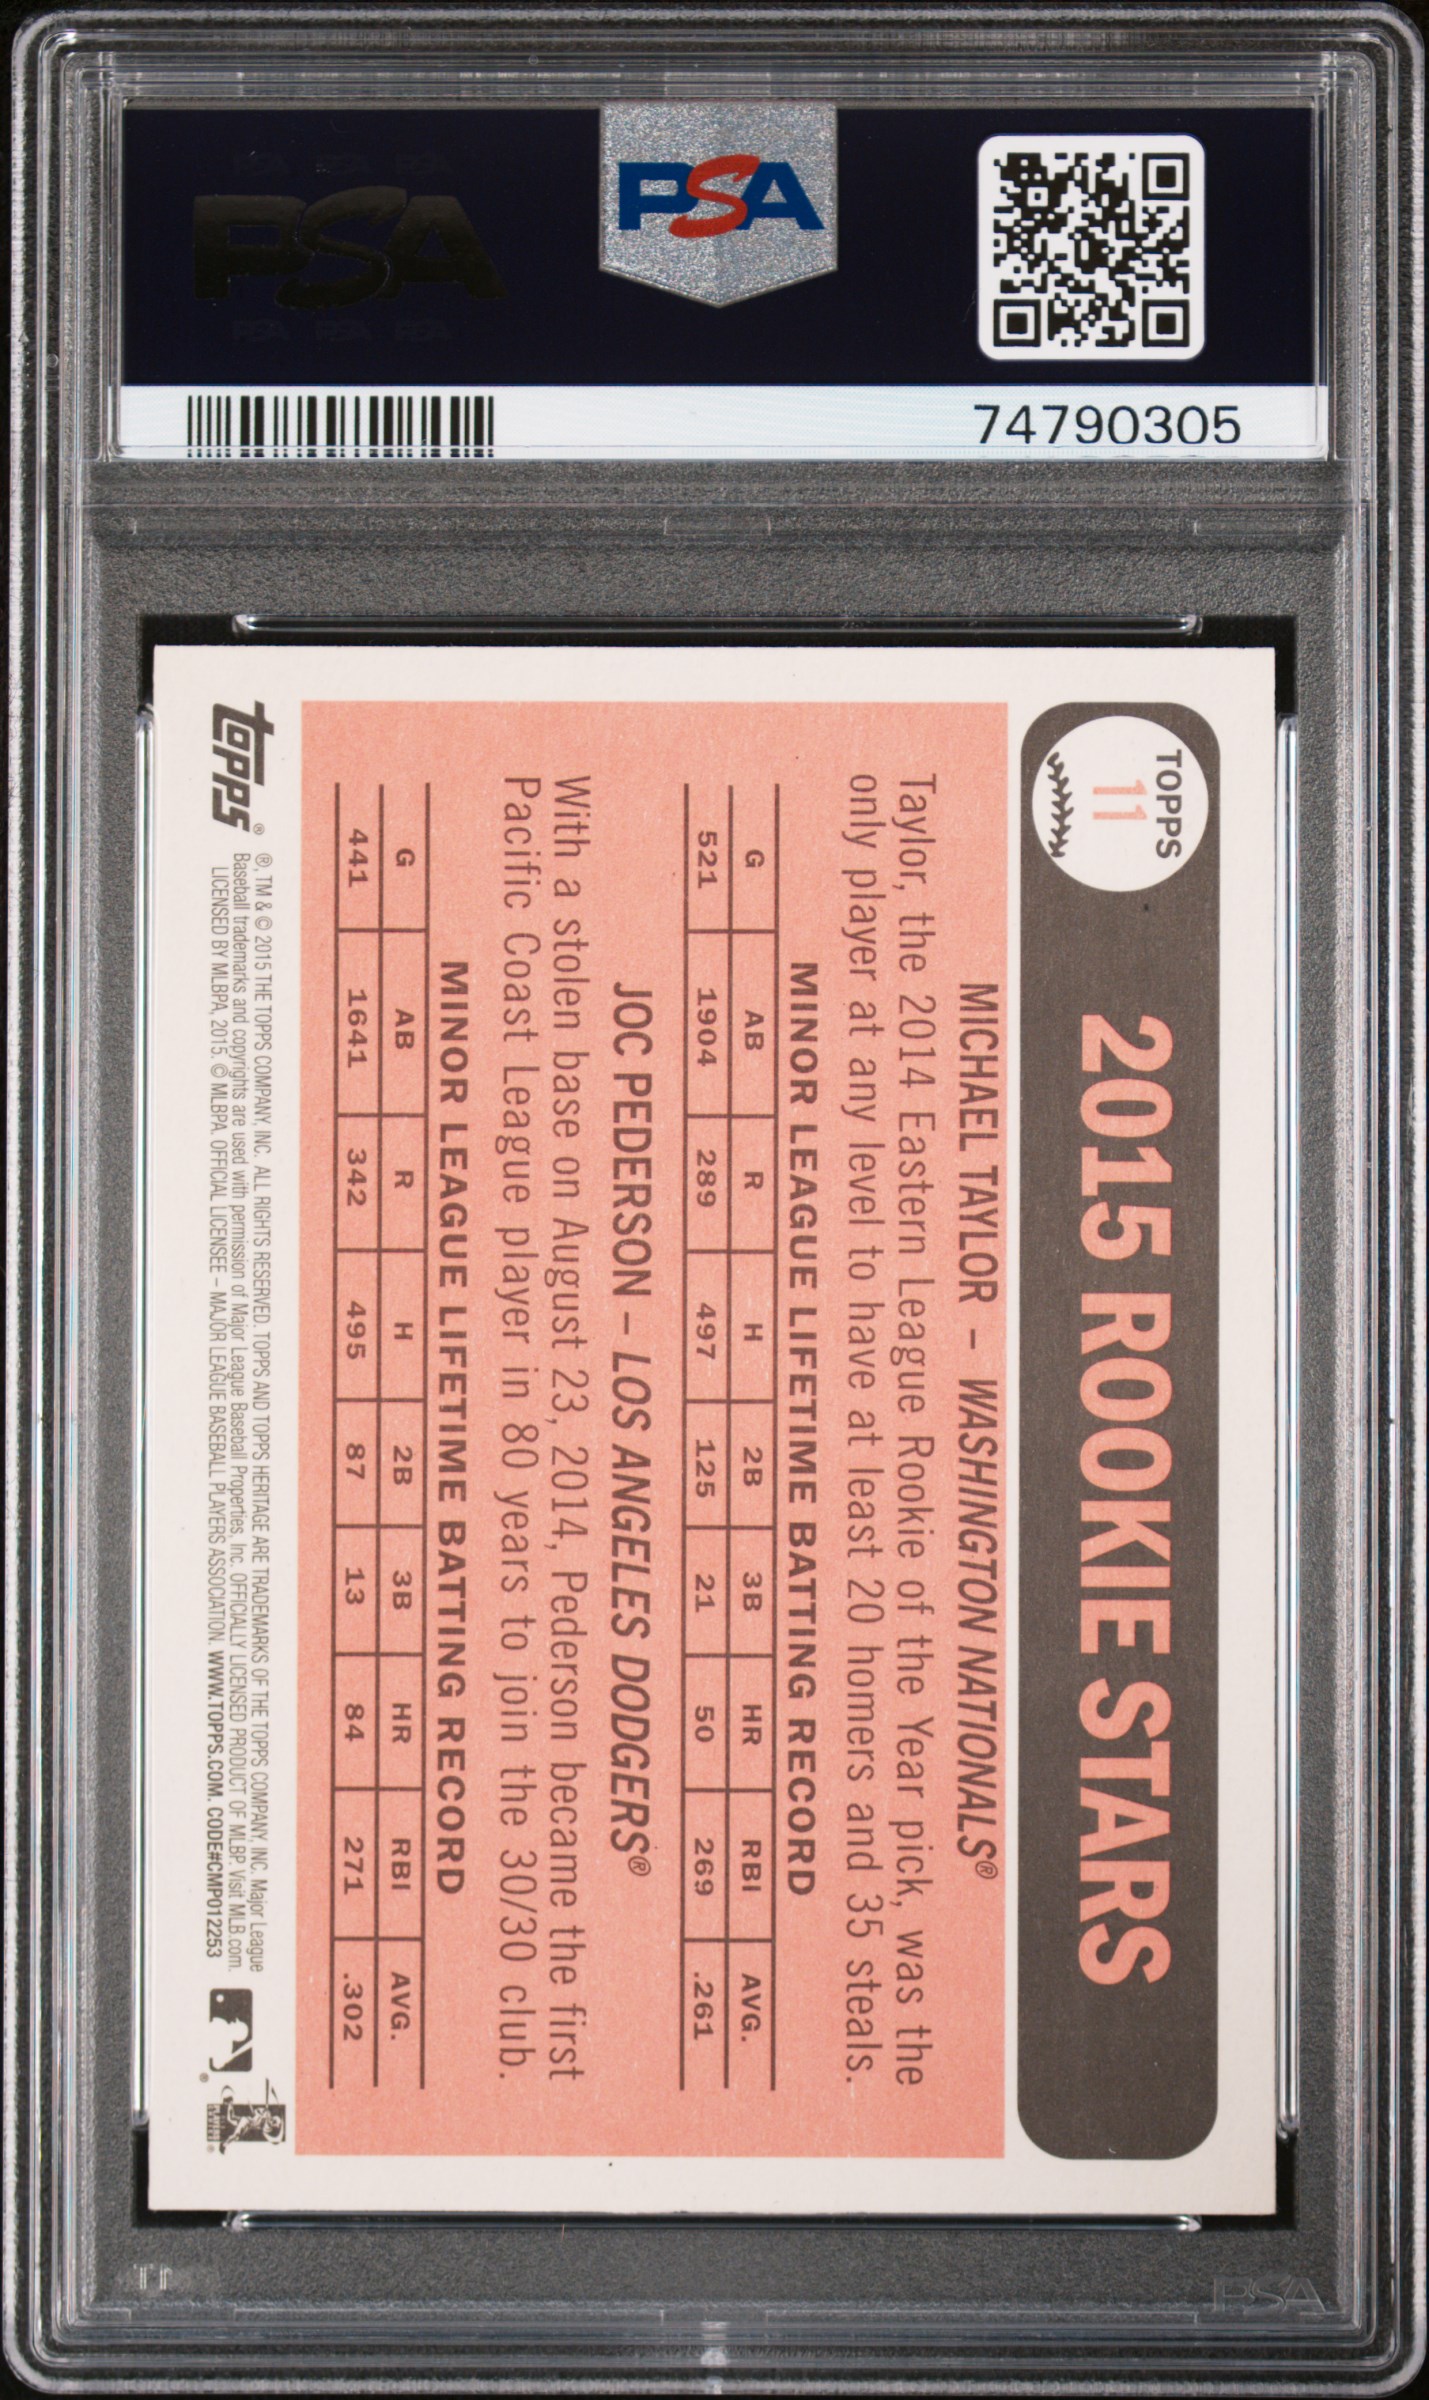 PSA
PSA
74790305
TOPPS
11
2015 ROOKIE STARS
MICHAEL TAYLOR – WASHINGTON NATIONALS®
Taylor, the 2014 Eastern League Rookie of the Year pick, was the
only player at any level to have at least 20 homers and 35 steals.
MINOR LEAGUE LIFETIME BATTING RECORD
G AB R H 2B 3B HR RBI AVG.
521 1904 289 497 125 21 50 269 .261
JOC PEDERSON – LOS ANGELES DODGERS®
With a stolen base on August 23, 2014, Pederson became the first
Pacific Coast League player in 80 years to join the 30/30 club.
MINOR LEAGUE LIFETIME BATTING RECORD
G AB R H 2B 3B HR RBI AVG.
441 1641 342 495 87 13 84 271 .302
topps®
®, TM & © 2015 THE TOPPS COMPANY, INC. ALL RIGHTS RESERVED. TOPPS AND TOPPS HERITAGE ARE TRADEMARKS OF THE TOPPS COMPANY, INC. Major League
Baseball trademarks and copyrights are used with permission of Major League Baseball Properties, Inc. OFFICIALLY LICENSED PRODUCT OF MLBP. Visit MLB.com.
LICENSED BY MLBPA, 2015. © MLBPA. OFFICIAL LICENSEE – MAJOR LEAGUE BASEBALL PLAYERS ASSOCIATION. WWW.TOPPS.COM. CODE#CMP012253
PSA